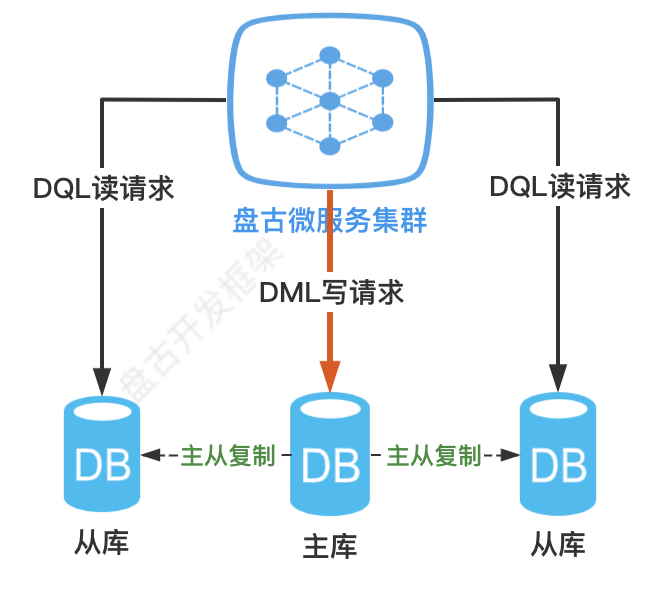 DQL读请求
DQL读请求
盘古微服务集群
DML写请求
盘古开发框架
DB
主从复制
DB
主从复制
DB
从库
主库
从库